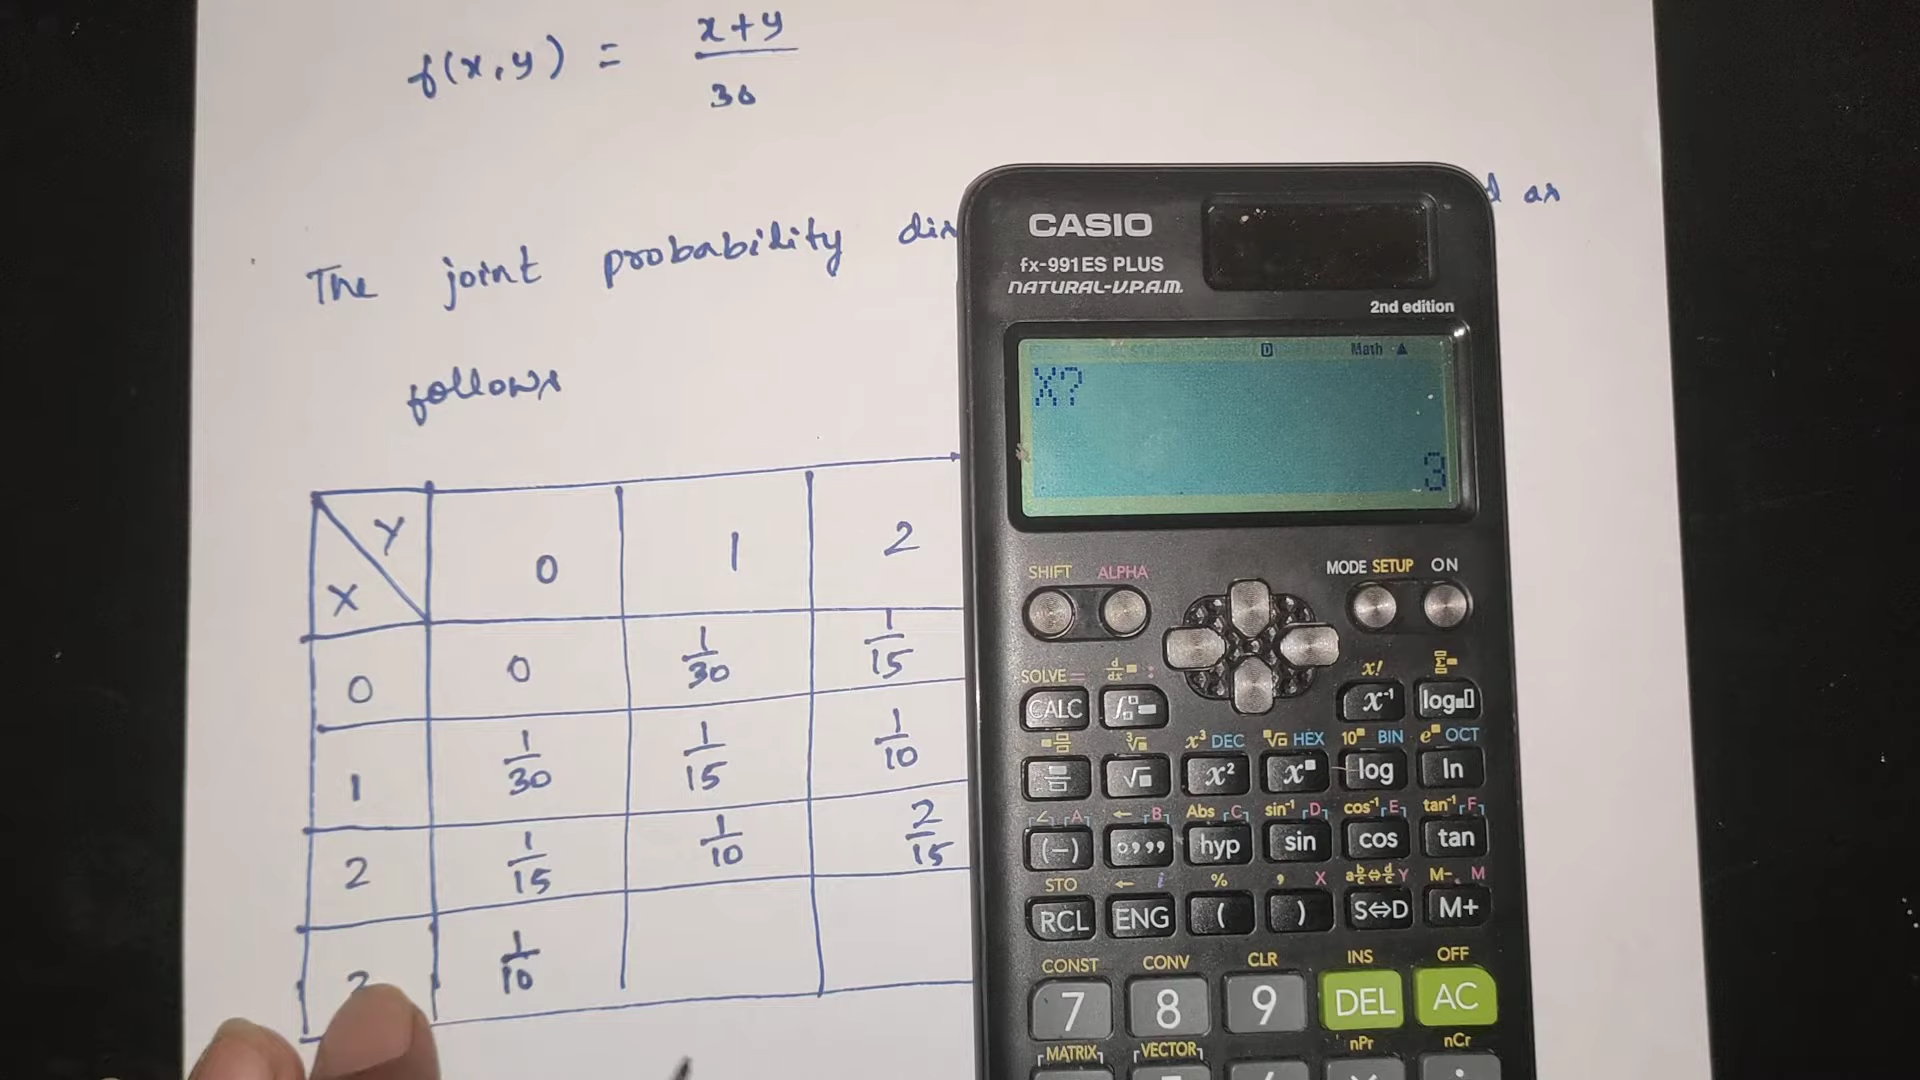 f(x,y) = x+y
30
The joint probability
as
follows
Y
X
0 1 2
0 0 1/30 1/15
1 1/30 1/15 1/10
2 1/15 1/10 2/15
1/10
CASIO
fx-991ES PLUS
NATURAL-V.P.A.M.
2nd edition
D Math ▲
X?
3
SHIFT ALPHA MODE SETUP ON
SOLVE = d/dx : x!
CALC x⁻¹ log
x³ DEC HEX 10 BIN e OCT
x² x log ln
∠ A ← B Abs C sin⁻¹ D cos⁻¹ E tan⁻¹ F
(−) °,,, hyp sin cos tan
STO ← i % , X a b/c⇔d/c Y M− M
RCL ENG ( ) S⇔D M+
CONST CONV CLR INS OFF
7 8 9 DEL AC
MATRIX VECTOR nPr nCr